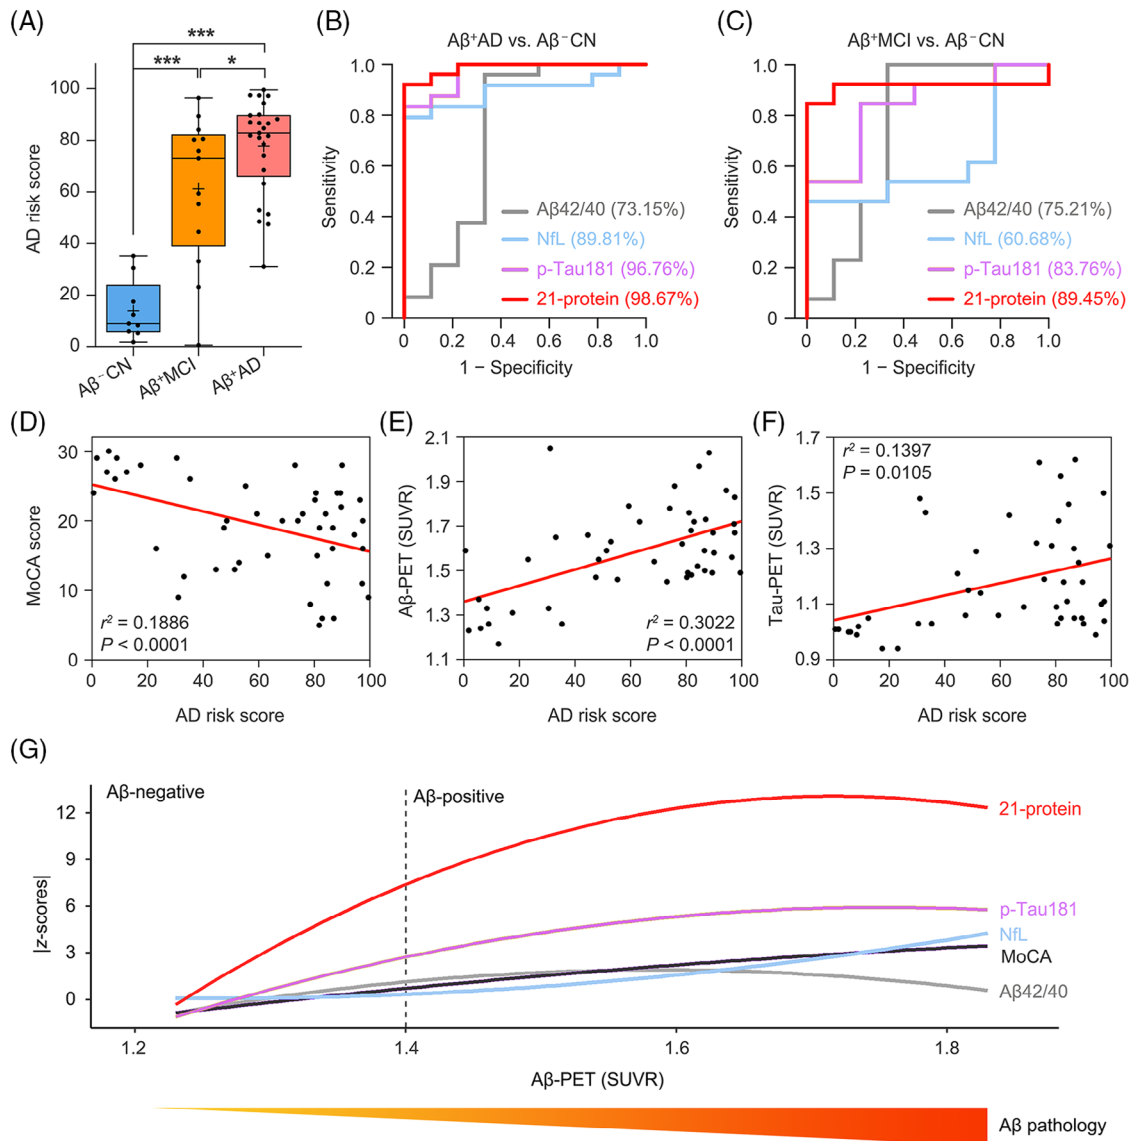 (A)
***
***
*
AD risk score
100
80
60
40
20
0
Aβ⁻CN
Aβ⁺MCI
Aβ⁺AD
(B)
Aβ⁺AD vs. Aβ⁻CN
Sensitivity
1.0
0.8
0.6
0.4
0.2
0
Aβ42/40 (73.15%)
NfL (89.81%)
p-Tau181 (96.76%)
21-protein (98.67%)
0 0.2 0.4 0.6 0.8 1.0
1 − Specificity
(C)
Aβ⁺MCI vs. Aβ⁻CN
Sensitivity
1.0
0.8
0.6
0.4
0.2
0
Aβ42/40 (75.21%)
NfL (60.68%)
p-Tau181 (83.76%)
21-protein (89.45%)
0 0.2 0.4 0.6 0.8 1.0
1 − Specificity
(D)
MoCA score
30
20
10
0
r² = 0.1886
P < 0.0001
0 20 40 60 80 100
AD risk score
(E)
Aβ-PET (SUVR)
2.1
1.9
1.7
1.5
1.3
1.1
r² = 0.3022
P < 0.0001
0 20 40 60 80 100
AD risk score
(F)
Tau-PET (SUVR)
1.7
1.5
1.3
1.1
0.9
r² = 0.1397
P = 0.0105
0 20 40 60 80 100
AD risk score
(G)
Aβ-negative
Aβ-positive
|z-scores|
12
9
6
3
0
21-protein
p-Tau181
NfL
MoCA
Aβ42/40
1.2 1.4 1.6 1.8
Aβ-PET (SUVR)
Aβ pathology